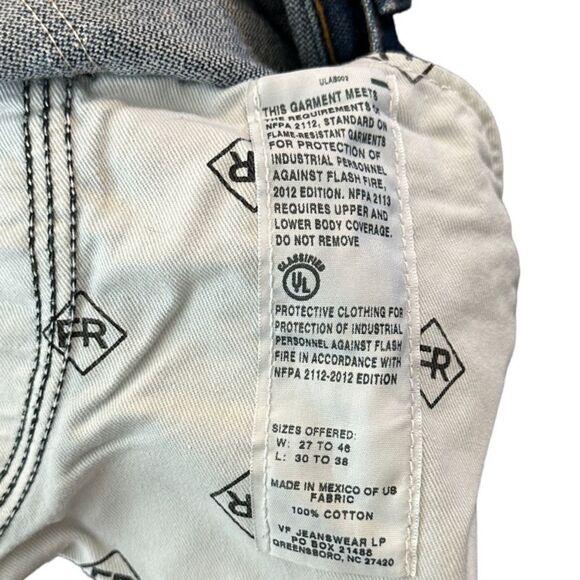 ULAB002
THIS GARMENT MEETS
THE REQUIREMENTS OF
NFPA 2112, STANDARD ON
FLAME-RESISTANT GARMENTS
FOR PROTECTION OF
INDUSTRIAL PERSONNEL
AGAINST FLASH FIRE,
2012 EDITION. NFPA 2113
REQUIRES UPPER AND
LOWER BODY COVERAGE.
DO NOT REMOVE
CLASSIFIED
UL
PROTECTIVE CLOTHING FOR
PROTECTION OF INDUSTRIAL
PERSONNEL AGAINST FLASH
FIRE IN ACCORDANCE WITH
NFPA 2112-2012 EDITION
SIZES OFFERED:
W: 27 TO 46
L: 30 TO 38
MADE IN MEXICO OF US
FABRIC
100% COTTON
VF JEANSWEAR LP
PO BOX 21488
GREENSBORO, NC 27420
FR
FR
FR
FR